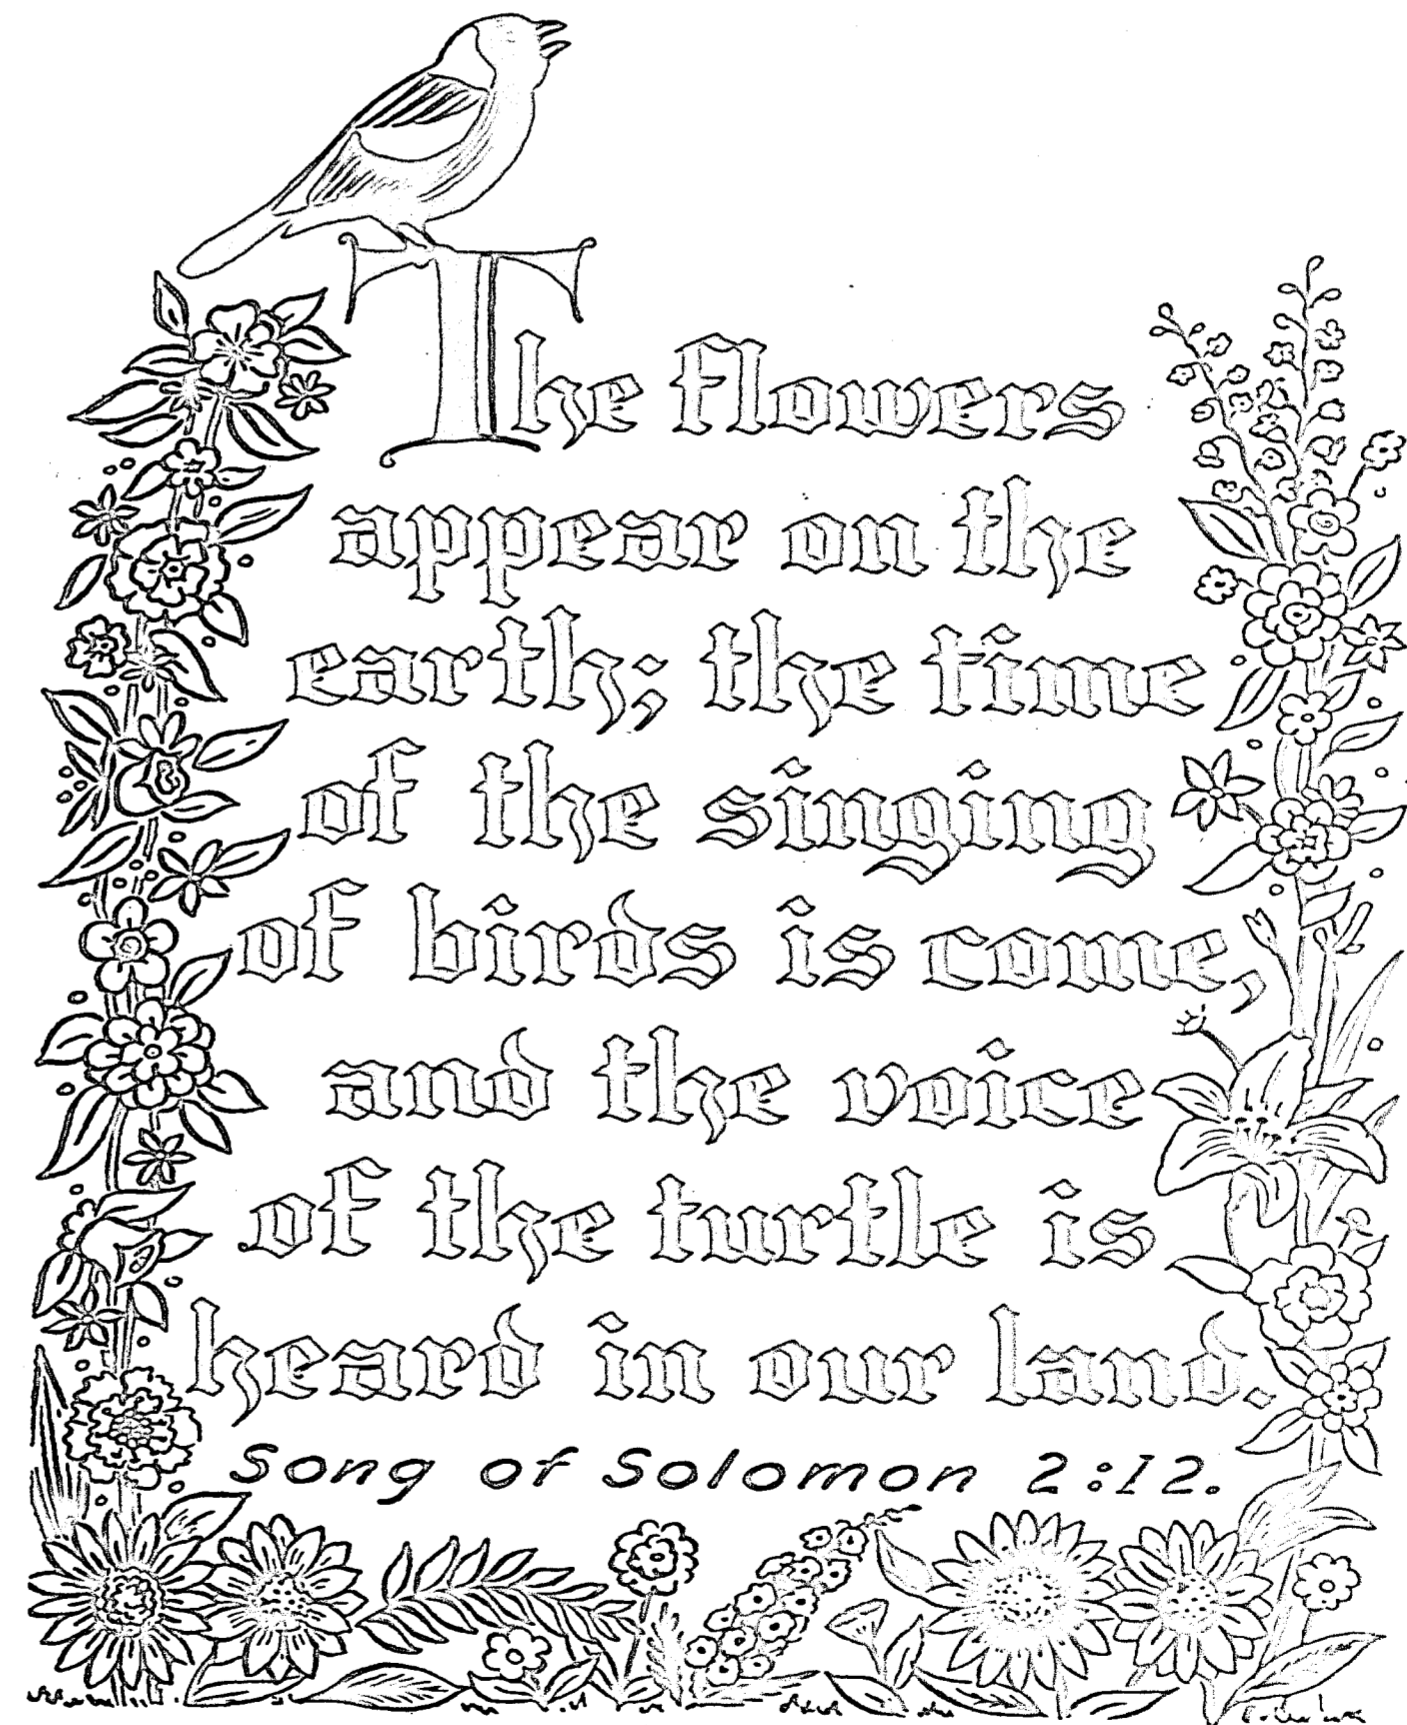 The flowers
appear on the
earth; the time
of the singing
of birds is come,
and the voice
of the turtle is
heard in our land.
Song of Solomon 2:12.